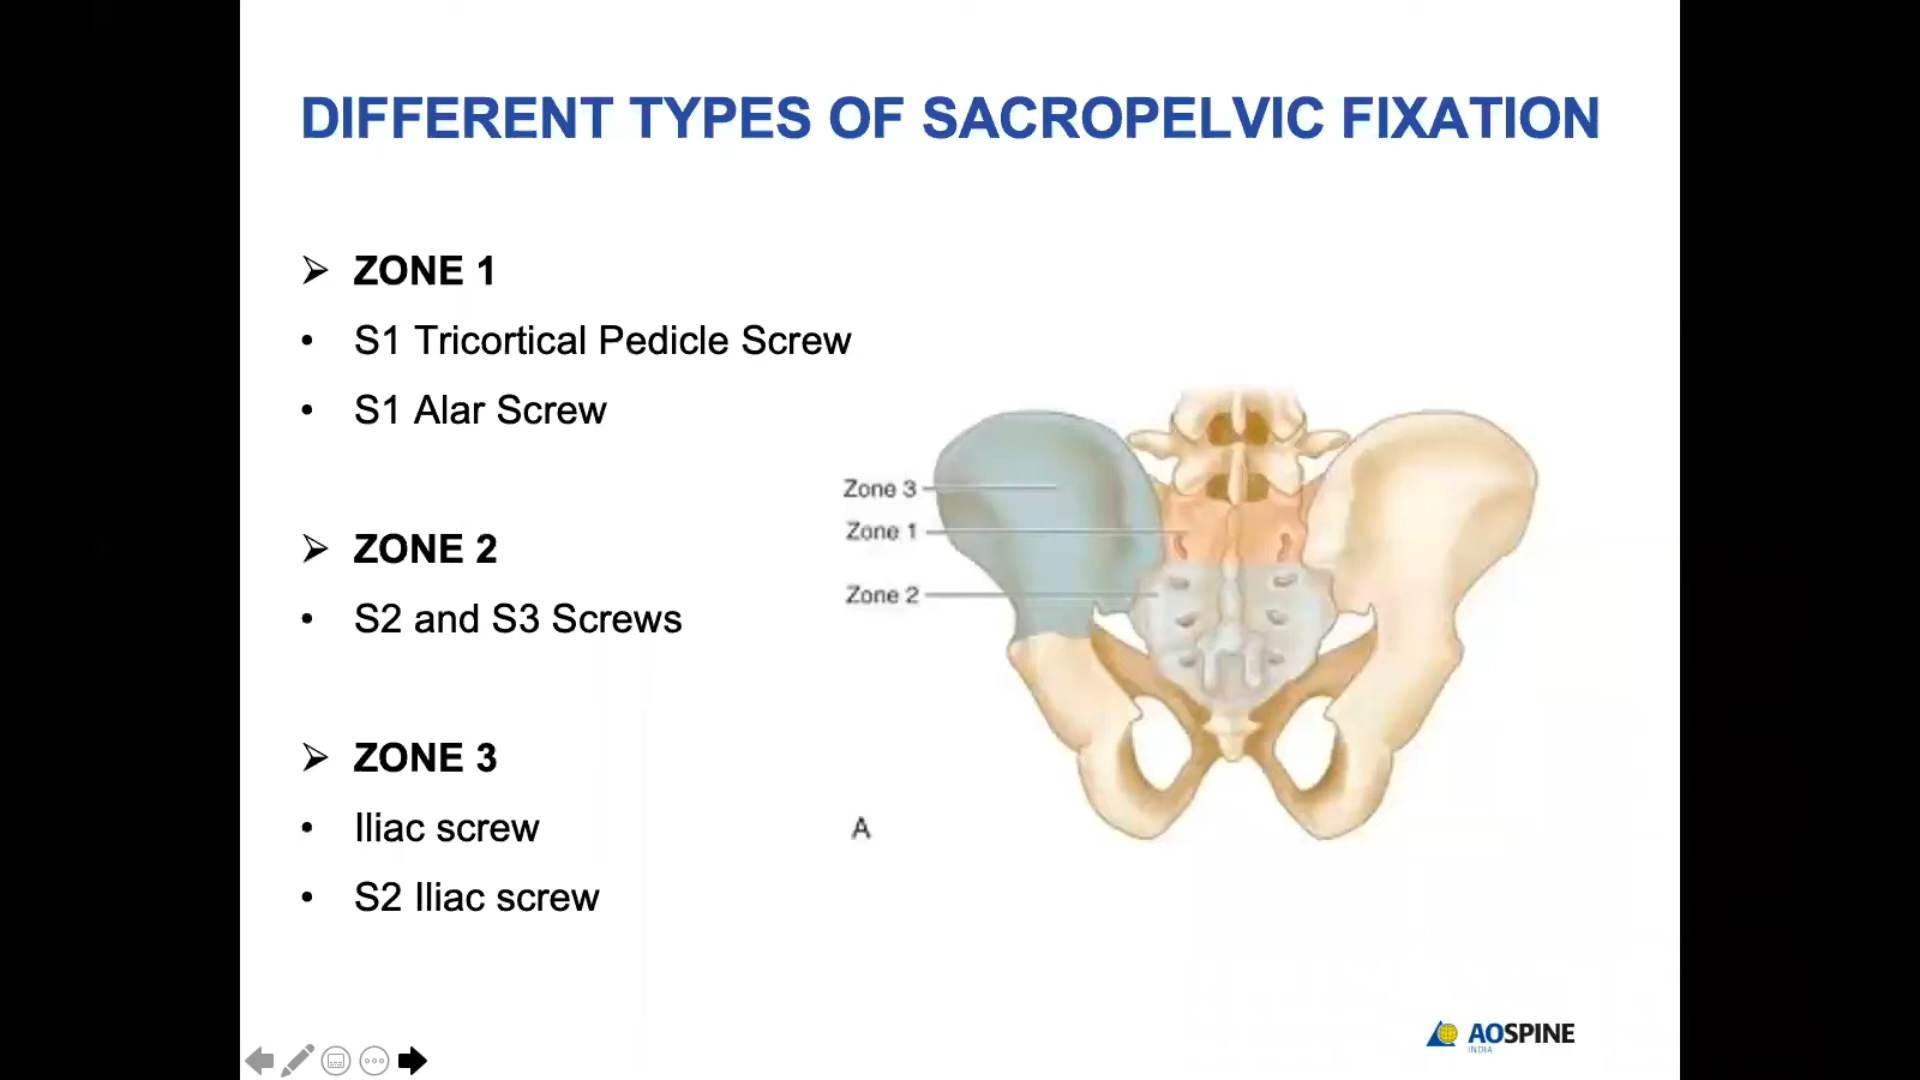 DIFFERENT TYPES OF SACROPELVIC FIXATION
ZONE 1
S1 Tricortical Pedicle Screw
S1 Alar Screw
ZONE 2
S2 and S3 Screws
ZONE 3
Iliac screw
S2 Iliac screw
Zone 3
Zone 1
Zone 2
A
AOSPINE
INDIA